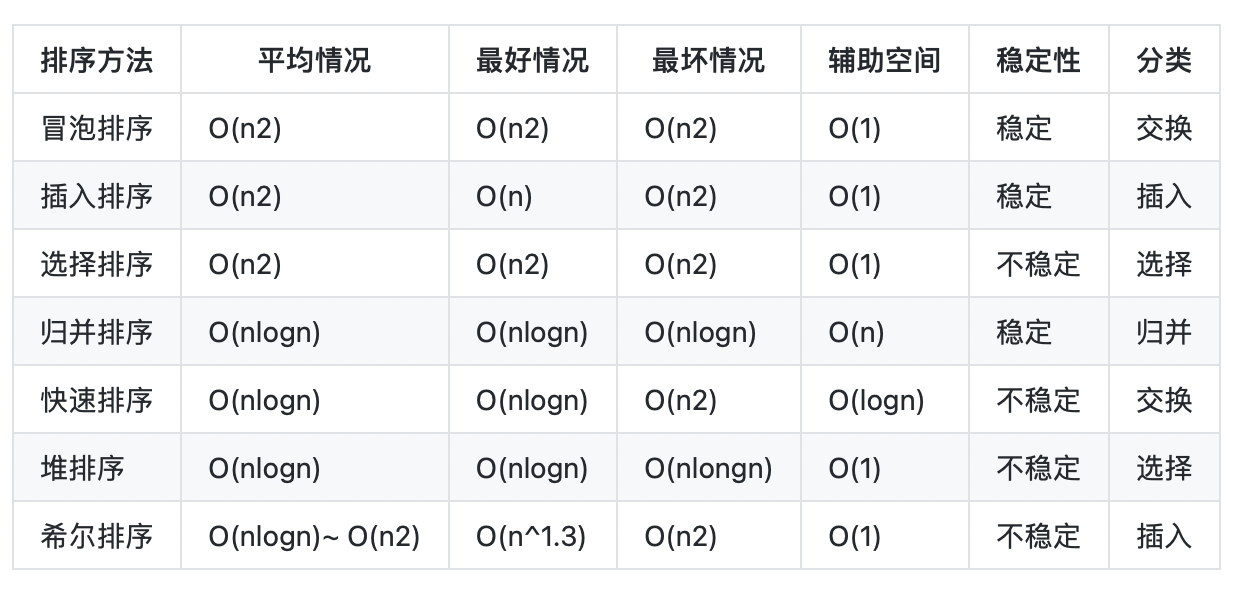 排序方法 平均情况 最好情况 最坏情况 辅助空间 稳定性 分类
冒泡排序 O(n2) O(n2) O(n2) O(1) 稳定 交换
插入排序 O(n2) O(n) O(n2) O(1) 稳定 插入
选择排序 O(n2) O(n2) O(n2) O(1) 不稳定 选择
归并排序 O(nlogn) O(nlogn) O(nlogn) O(n) 稳定 归并
快速排序 O(nlogn) O(nlogn) O(n2) O(logn) 不稳定 交换
堆排序 O(nlogn) O(nlogn) O(nlongn) O(1) 不稳定 选择
希尔排序 O(nlogn)~ O(n2) O(n^1.3) O(n2) O(1) 不稳定 插入